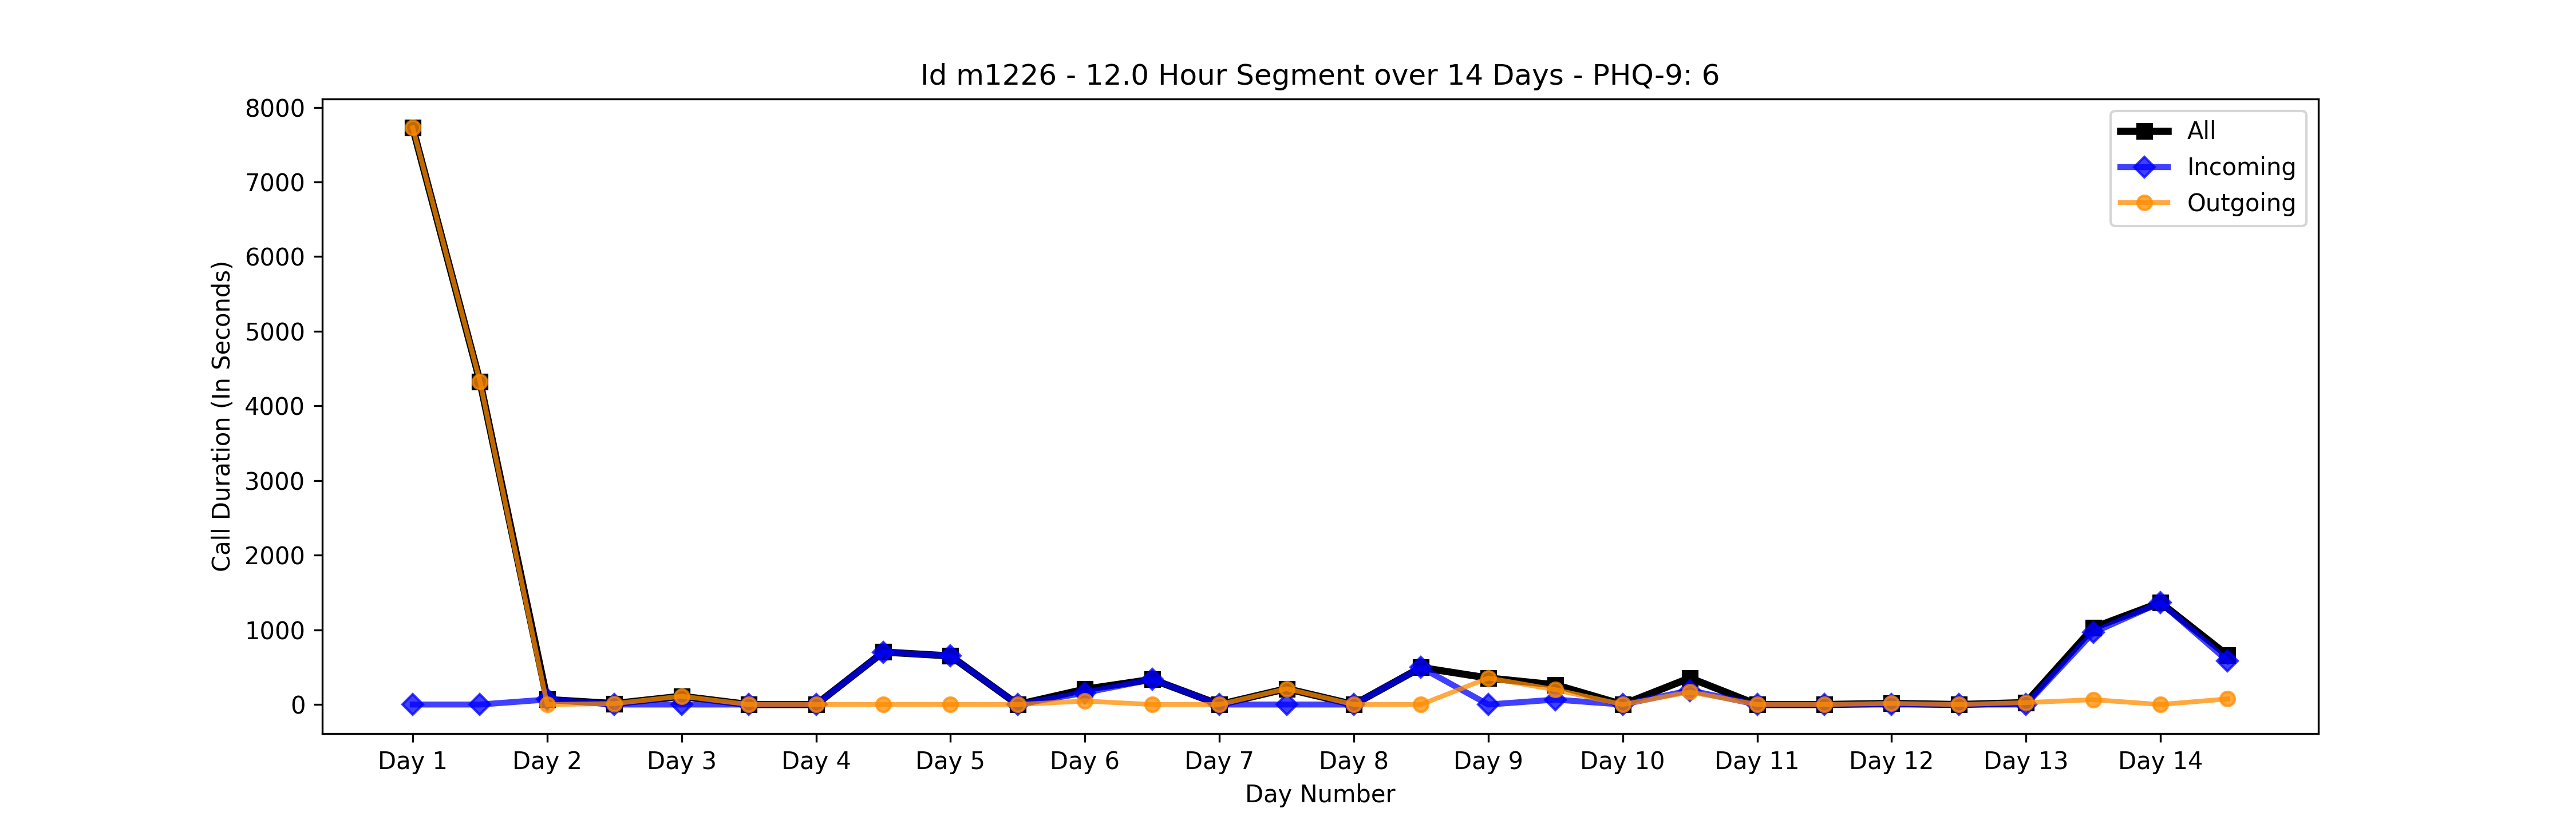 Id m1226 - 12.0 Hour Segment over 14 Days - PHQ-9: 6
8000
7000
6000
5000
4000
3000
2000
1000
0
Call Duration (In Seconds)
All
Incoming
Outgoing
Day 1 Day 2 Day 3 Day 4 Day 5 Day 6 Day 7 Day 8 Day 9 Day 10 Day 11 Day 12 Day 13 Day 14
Day Number